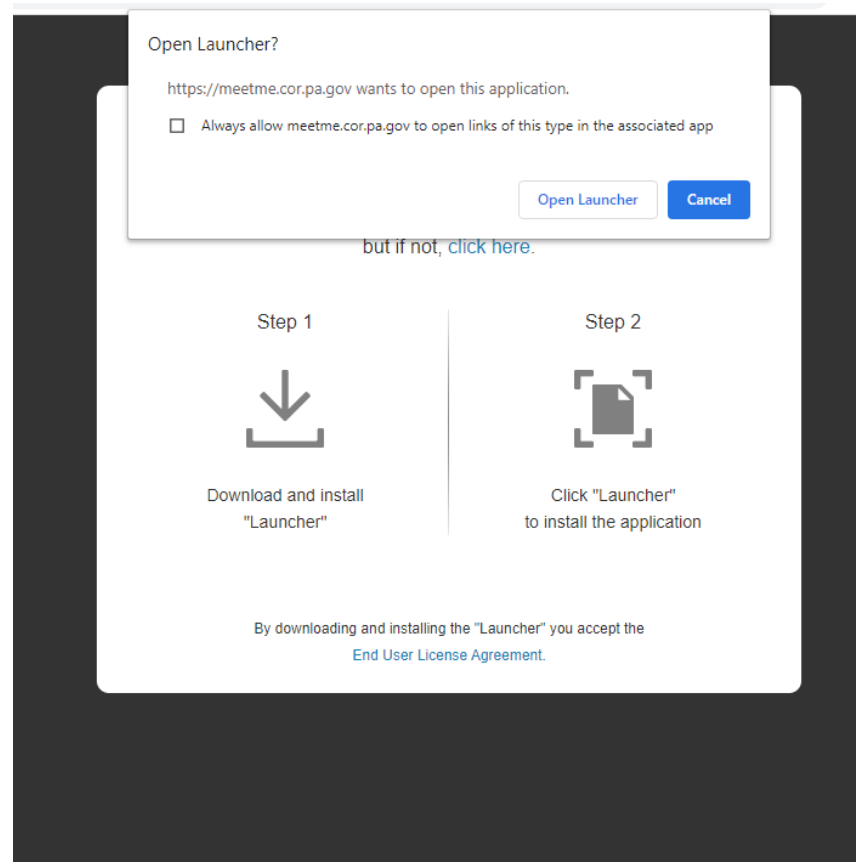 Open Launcher?
https://meetme.cor.pa.gov wants to open this application.
Always allow meetme.cor.pa.gov to open links of this type in the associated app
Open Launcher
Cancel
but if not, click here.
Step 1
Step 2
Download and install
"Launcher"
Click "Launcher"
to install the application
By downloading and installing the "Launcher" you accept the
End User License Agreement.